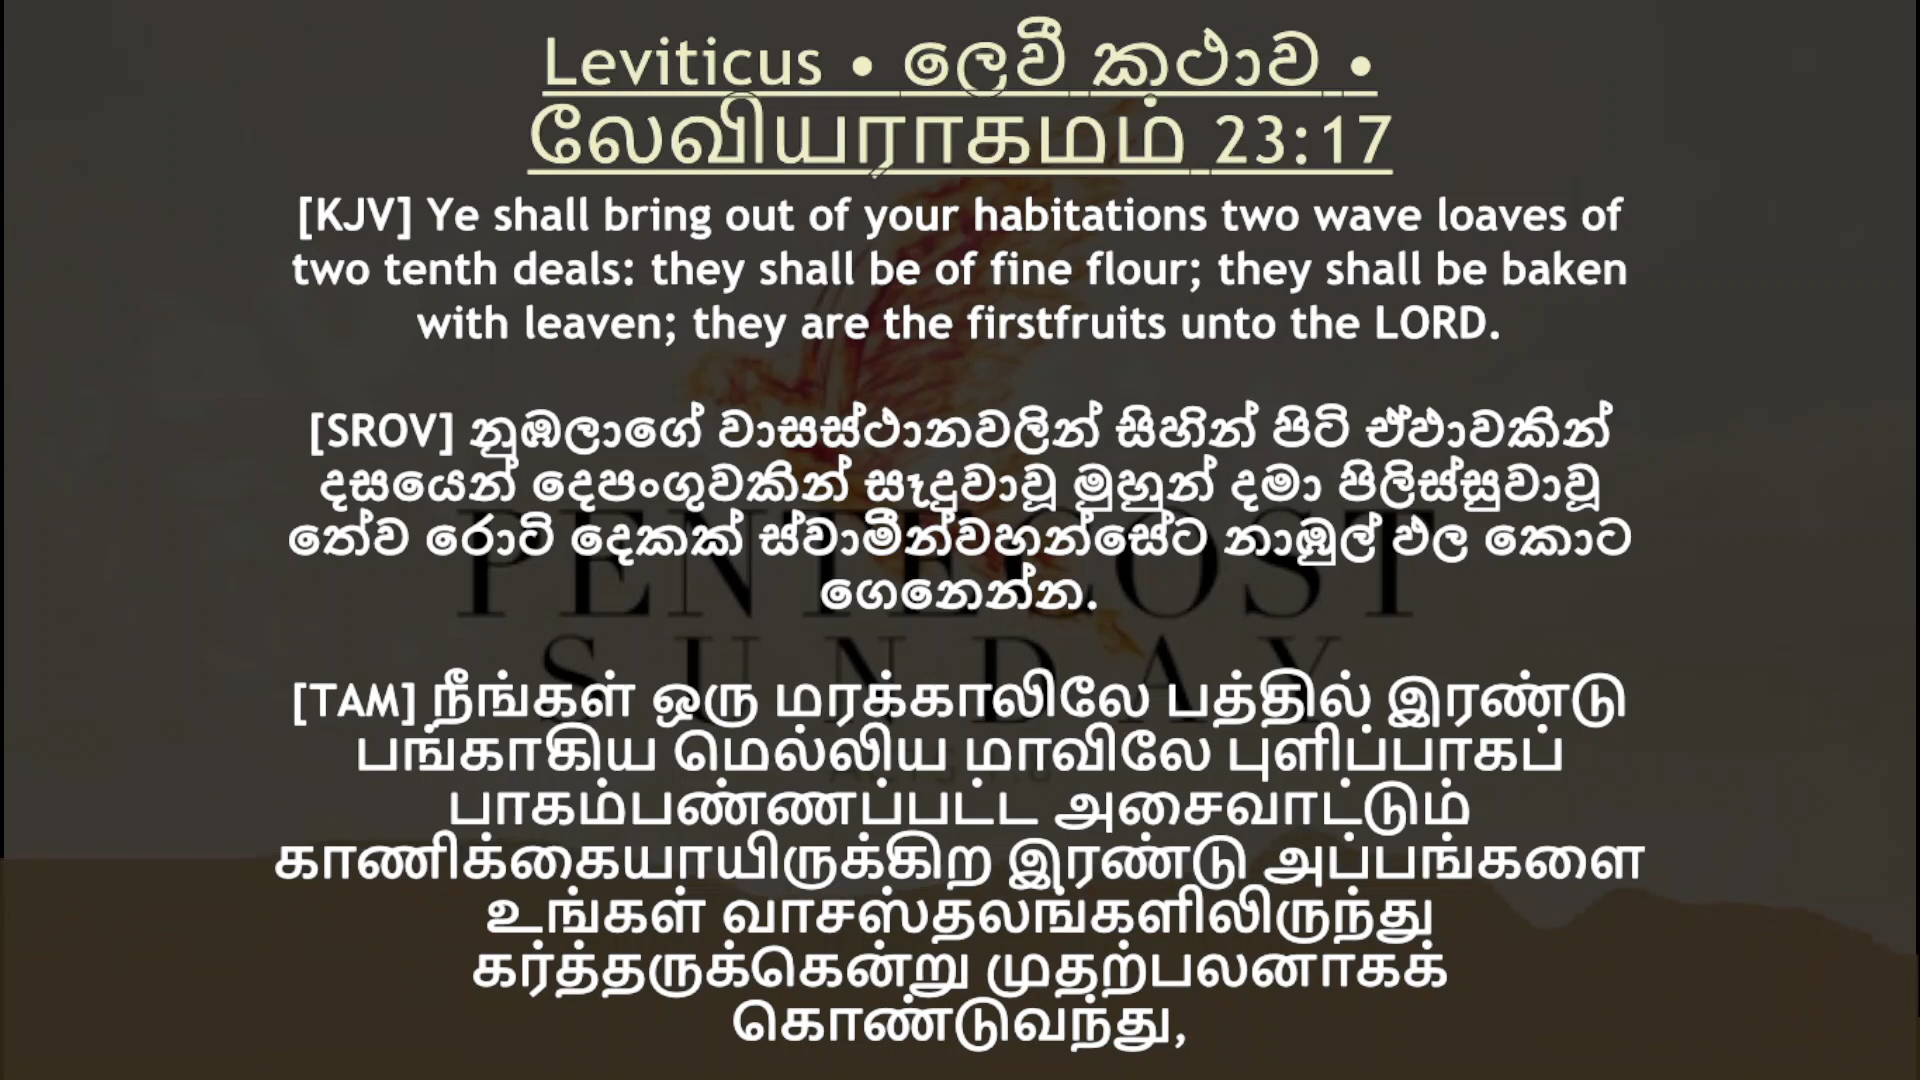 Leviticus • ලෙවී කථාව •
லேவியராகமம் 23:17
[KJV] Ye shall bring out of your habitations two wave loaves of
two tenth deals: they shall be of fine flour; they shall be baken
with leaven; they are the firstfruits unto the LORD.
[SROV] නුඹලාගේ වාසස්ථානවලින් සිහින් පිටි ඒඵාවකින්
දසයෙන් දෙපංගුවකින් සෑදුවාවූ මුහුන් දමා පිලිස්සුවාවූ
තේව රොටි දෙකක් ස්වාමීන්වහන්සේට නාඹුල් ඵල කොට
ගෙනෙන්න.
PENTECOST
SUNDAY
[TAM] நீங்கள் ஒரு மரக்காலிலே பத்தில் இரண்டு
பங்காகிய மெல்லிய மாவிலே புளிப்பாகப்
பாகம்பண்ணப்பட்ட அசைவாட்டும்
காணிக்கையாயிருக்கிற இரண்டு அப்பங்களை
உங்கள் வாசஸ்தலங்களிலிருந்து
கர்த்தருக்கென்று முதற்பலனாகக்
கொண்டுவந்து,